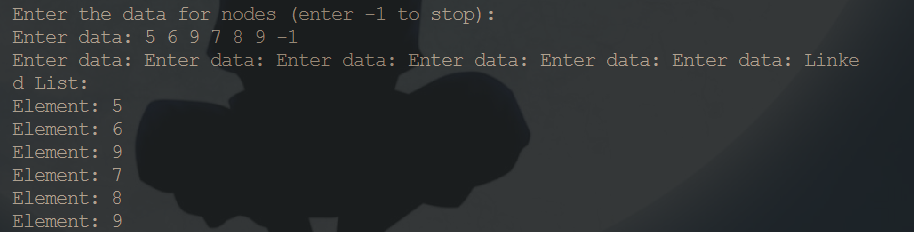 Enter the data for nodes (enter -1 to stop):
Enter data: 5 6 9 7 8 9 -1
Enter data: Enter data: Enter data: Enter data: Enter data: Enter data: Linke
d List:
Element: 5
Element: 6
Element: 9
Element: 7
Element: 8
Element: 9